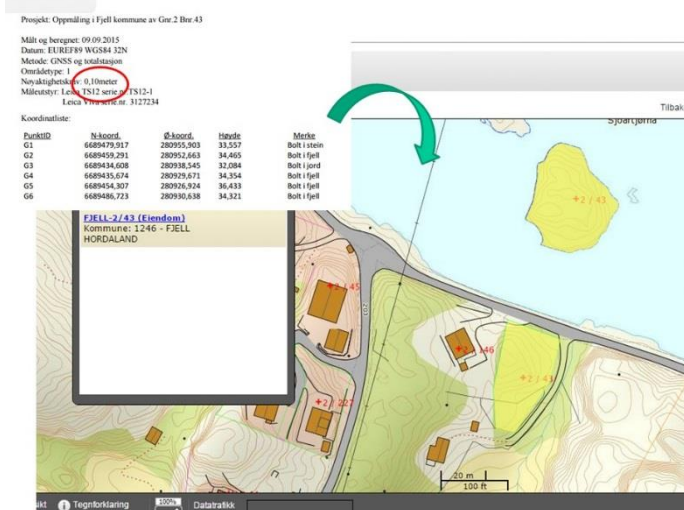 Prosjekt: Oppmåling i Fjell kommune av Gnr.2 Bnr.43
Målt og beregnet: 09.09.2015
Datum: EUREF89 WGS84 32N
Metode: GNSS og totalstasjon
Områdetype: 1
Nøyaktighetskrav: 0,10meter
Måleutstyr: Leica TS12 serie.nr TS12-1
Leica Viva serie.nr. 3127234
Koordinatliste:
PunktID N-koord. Ø-koord. Høyde Merke
G1 6689479,917 280955,903 33,557 Bolt i stein
G2 6689459,291 280952,663 34,465 Bolt i fjell
G3 6689434,608 280938,545 32,084 Bolt i jord
G4 6689435,674 280929,671 34,354 Bolt i fjell
G5 6689454,307 280926,924 36,433 Bolt i fjell
G6 6689486,723 280930,638 34,321 Bolt i fjell
Tilbak
Sjoartjørna
2 / 43
FJELL-2/43 (Eiendom)
Kommune: 1246 - FJELL
HORDALAND
2 / 45
203
2 / 46
2 / 43
2 / 227
20 m
100 ft
ikt Tegnforklaring 100% Datatrafikk